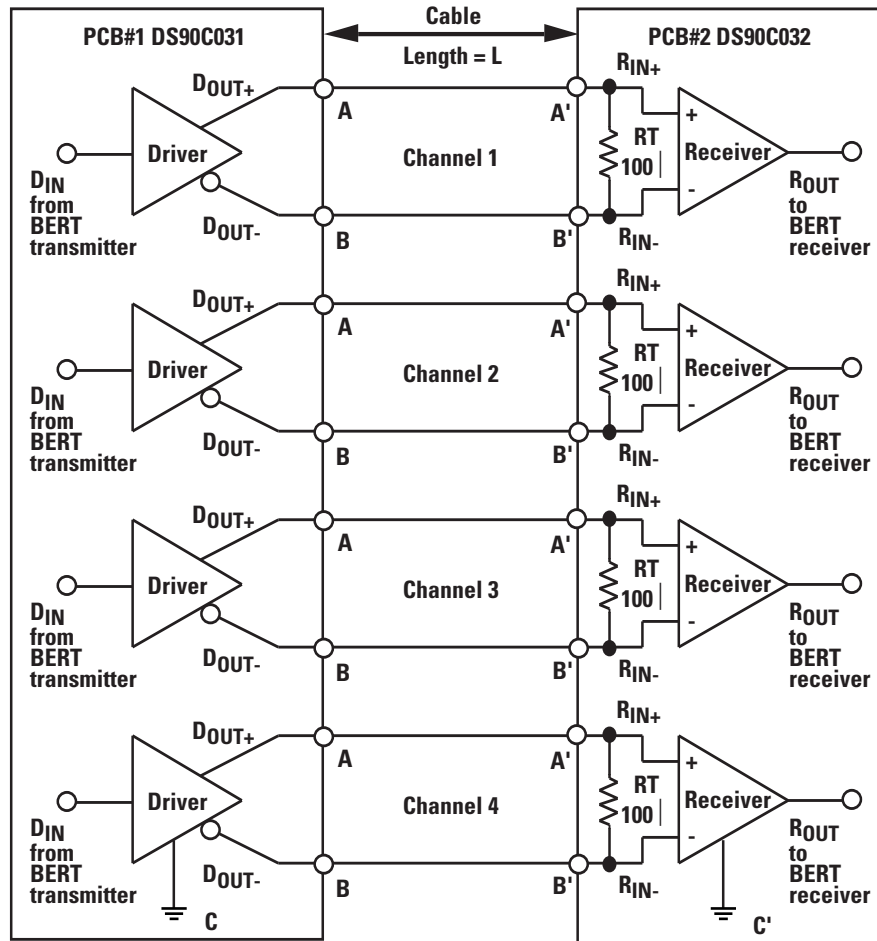 Cable
PCB#1 DS90C031
PCB#2 DS90C032
Length = L
DOUT+
A
A'
RIN+
+
Driver
Channel 1
RT
100 |
Receiver
-
DIN
from
BERT
transmitter
DOUT-
B
B'
RIN-
ROUT
to
BERT
receiver
DOUT+
A
A'
RIN+
+
Driver
Channel 2
RT
100 |
Receiver
-
DIN
from
BERT
transmitter
DOUT-
B
B'
RIN-
ROUT
to
BERT
receiver
DOUT+
A
A'
RIN+
+
Driver
Channel 3
RT
100 |
Receiver
-
DIN
from
BERT
transmitter
DOUT-
B
B'
RIN-
ROUT
to
BERT
receiver
DOUT+
A
A'
RIN+
+
Driver
Channel 4
RT
100 |
Receiver
-
DIN
from
BERT
transmitter
DOUT-
B
B'
RIN-
ROUT
to
BERT
receiver
C
C'